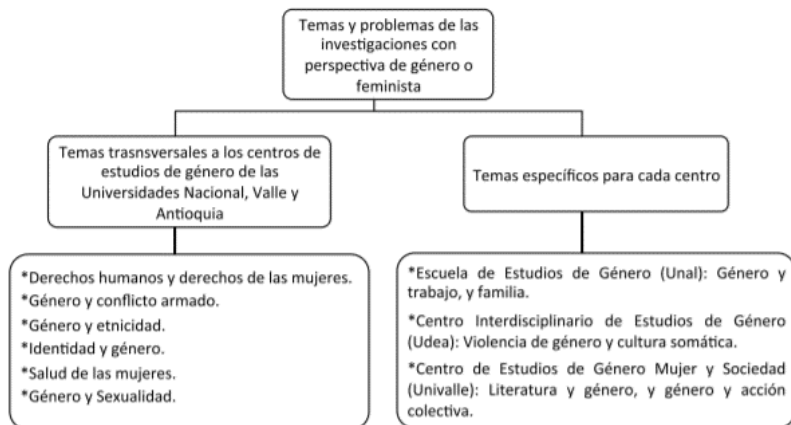 Temas y problemas de las
investigaciones con
perspectiva de género o
feminista
Temas trasnversales a los centros de
estudios de género de las
Universidades Nacional, Valle y
Antioquia
Temas específicos para cada centro
*Derechos humanos y derechos de las mujeres.
*Género y conflicto armado.
*Género y etnicidad.
*Identidad y género.
*Salud de las mujeres.
*Género y Sexualidad.
*Escuela de Estudios de Género (Unal): Género y
trabajo, y familia.
*Centro Interdisciplinario de Estudios de Género
(Udea): Violencia de género y cultura somática.
*Centro de Estudios de Género Mujer y Sociedad
(Univalle): Literatura y género, y género y acción
colectiva.